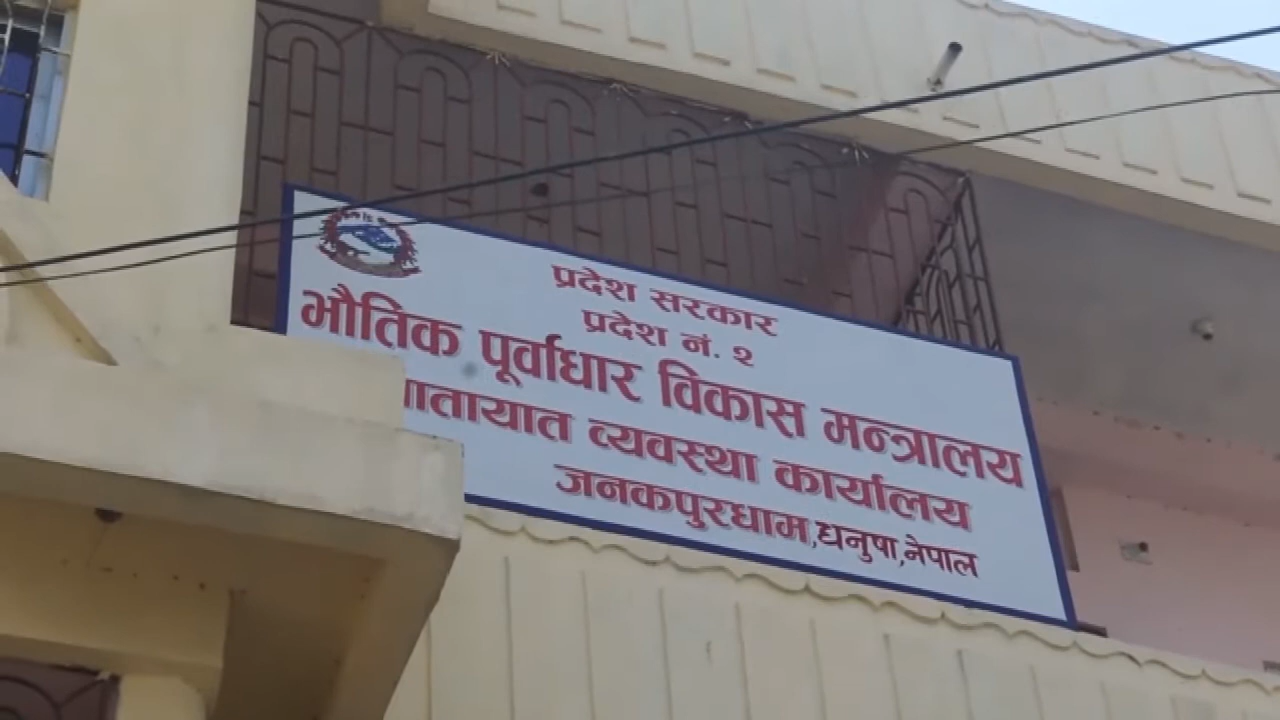 प्रदेश सरकार
प्रदेश नं. २
भौतिक पूर्वाधार विकास मन्त्रालय
व्यवस्था कार्यालय
जनकपुरधाम, धनुषा, नेपाल